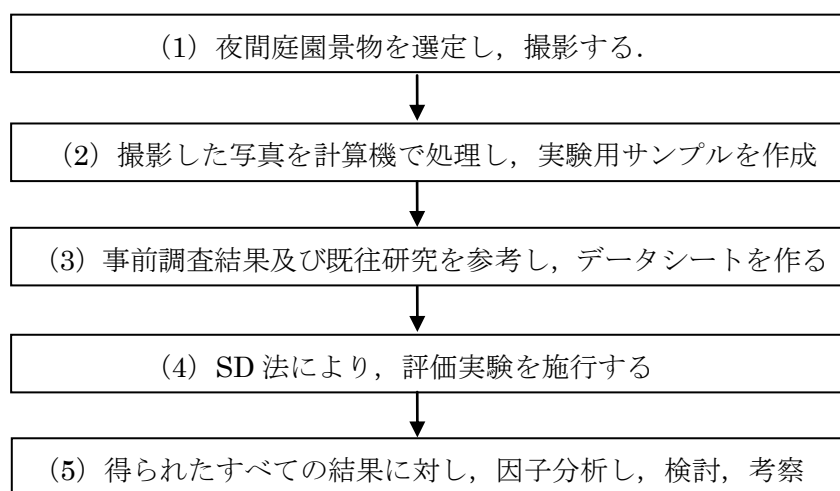 (1) 夜間庭園景物を選定し，撮影する．
(2) 撮影した写真を計算機で処理し，実験用サンプルを作成
(3) 事前調査結果及び既往研究を参考し，データシートを作る
(4) SD 法により，評価実験を施行する
(5) 得られたすべての結果に対し，因子分析し，検討，考察